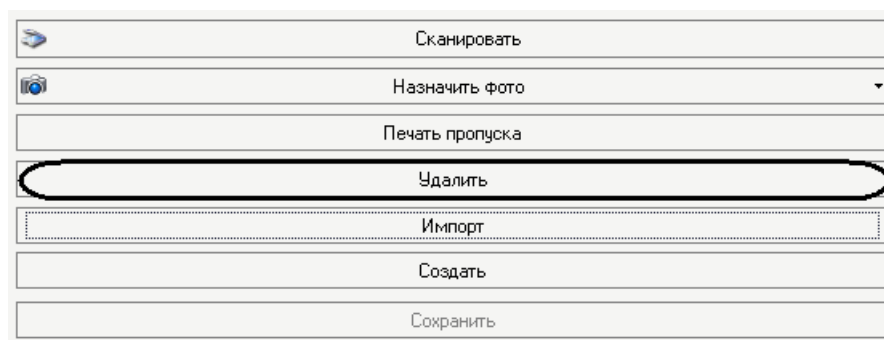 Сканировать
Назначить фото
Печать пропуска
Удалить
Импорт
Создать
Сохранить